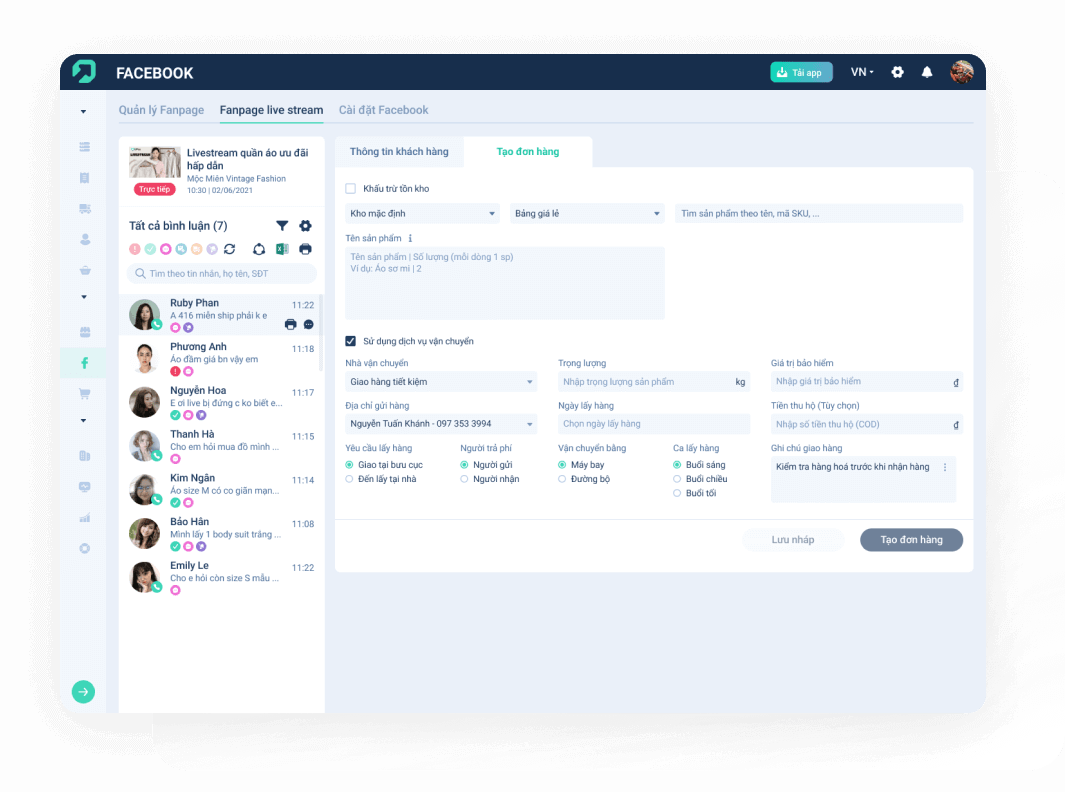 FACEBOOK
Tải app
VN
Quản lý Fanpage
Fanpage live stream
Cài đặt Facebook
LIVESTREAM
Trực tiếp
Livestream quần áo ưu đãi
hấp dẫn
Mộc Miên Vintage Fashion
10:30 | 02/06/2021
Tất cả bình luận (7)
Tìm theo tin nhắn, họ tên, SĐT
Ruby Phan
11:22
A 416 miễn ship phải k e
Phương Anh
11:18
Áo đầm giá bn vậy em
Nguyễn Hoa
11:17
E ơi live bị đứng c ko biết e...
Thanh Hà
11:15
Cho em hỏi mua đồ mình ...
Kim Ngân
11:14
Áo size M có co giãn mạn...
Bảo Hân
11:08
Mình lấy 1 body suit trắng ...
Emily Le
11:22
Cho e hỏi còn size S mẫu ...
Thông tin khách hàng
Tạo đơn hàng
Khấu trừ tồn kho
Kho mặc định
Bảng giá lẻ
Tìm sản phẩm theo tên, mã SKU, ...
Tên sản phẩm
Tên sản phẩm | Số lượng (mỗi dòng 1 sp)
Ví dụ: Áo sơ mi | 2
Sử dụng dịch vụ vận chuyển
Nhà vận chuyển
Trọng lượng
Giá trị bảo hiểm
Giao hàng tiết kiệm
Nhập trọng lượng sản phẩm
kg
Nhập giá trị bảo hiểm
₫
Địa chỉ gửi hàng
Ngày lấy hàng
Tiền thu hộ (Tùy chọn)
Nguyễn Tuấn Khánh - 097 353 3994
Chọn ngày lấy hàng
Nhập số tiền thu hộ (COD)
₫
Yêu cầu lấy hàng
Người trả phí
Vận chuyển bằng
Ca lấy hàng
Ghi chú giao hàng
Giao tại bưu cục
Người gửi
Máy bay
Buổi sáng
Kiểm tra hàng hoá trước khi nhận hàng
Đến lấy tại nhà
Người nhận
Đường bộ
Buổi chiều
Buổi tối
Lưu nháp
Tạo đơn hàng